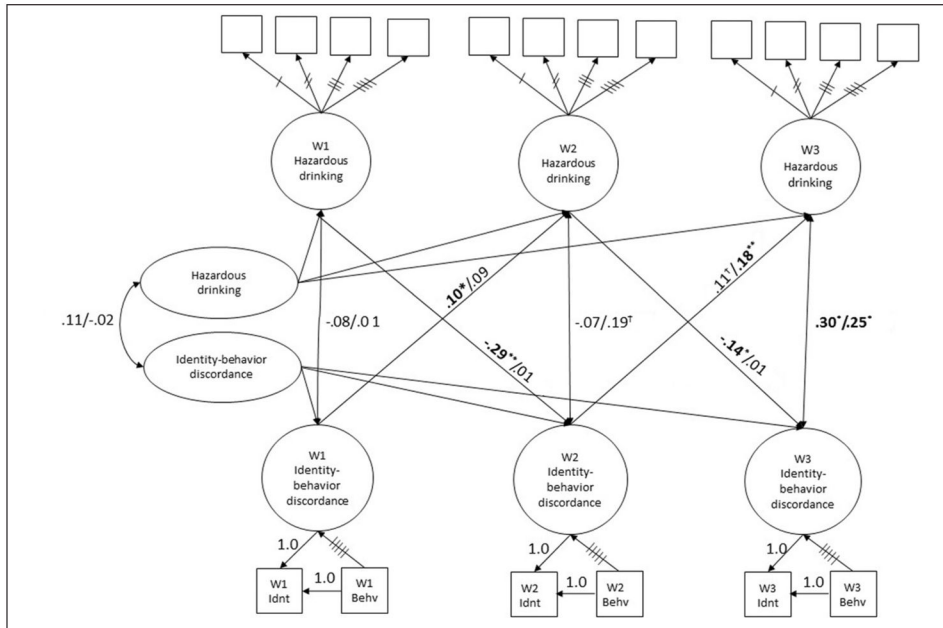 W1
Hazardous
drinking
W2
Hazardous
drinking
W3
Hazardous
drinking
Hazardous
drinking
.11/-.02
Identity-behavior
discordance
-.08/.0 1
.10*/.09
-.29**/.01
-.07/.19†
.11†/.18**
-.14*/.01
.30*/.25*
W1
Identity-
behavior
discordance
W2
Identity-
behavior
discordance
W3
Identity-
behavior
discordance
1.0
1.0
W1
Idnt
W1
Behv
1.0
1.0
W2
Idnt
W2
Behv
1.0
1.0
W3
Idnt
W3
Behv